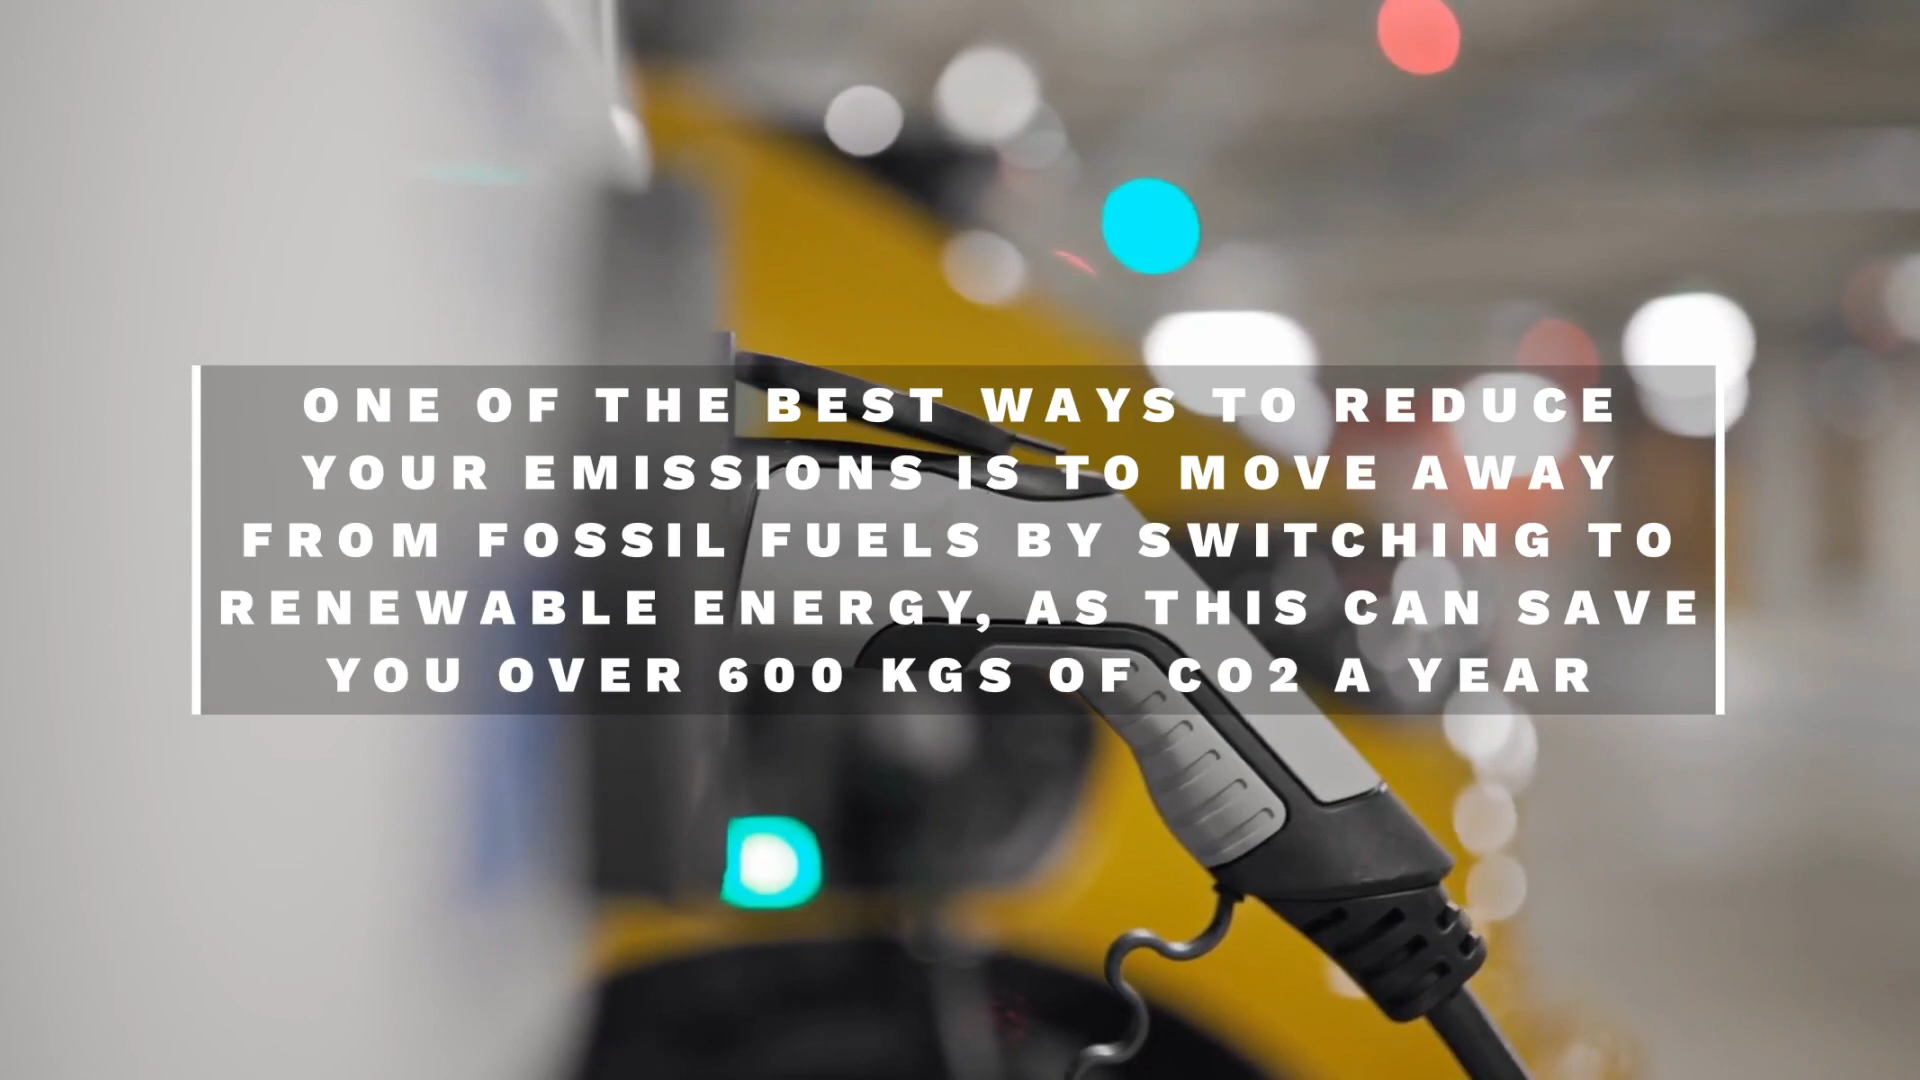 ONE OF THE BEST WAYS TO REDUCE
YOUR EMISSIONS IS TO MOVE AWAY
FROM FOSSIL FUELS BY SWITCHING TO
RENEWABLE ENERGY, AS THIS CAN SAVE
YOU OVER 600 KGS OF CO2 A YEAR